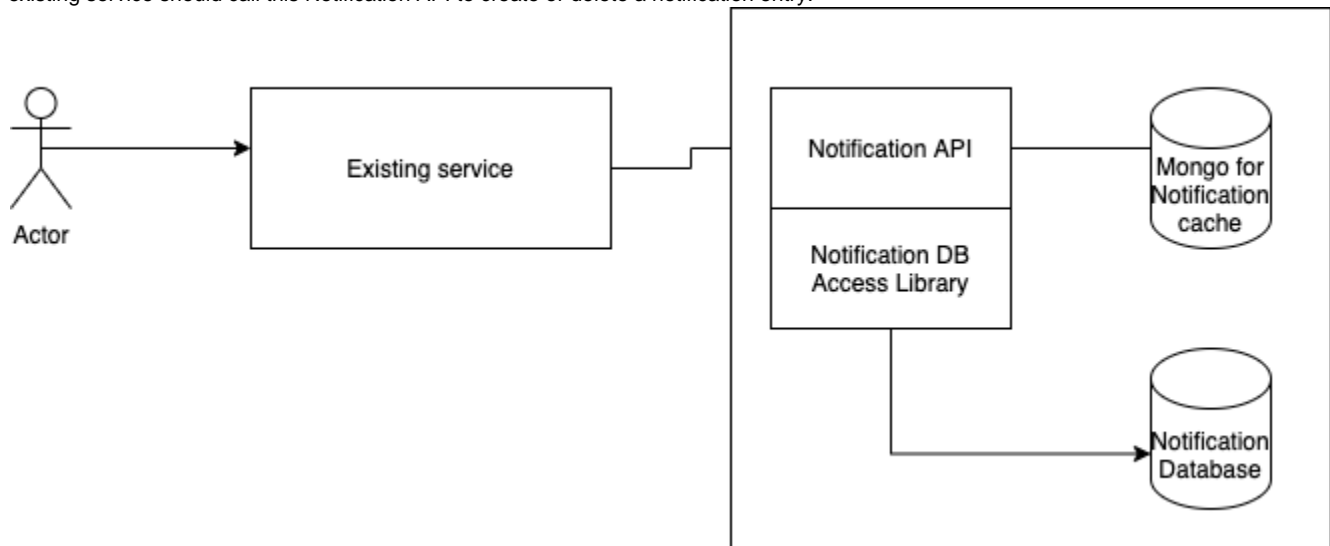 existing service should call this Notification API to create or delete a notification entry.
Actor
Existing service
Notification API
Notification DB
Access Library
Mongo for
Notification
cache
Notification
Database